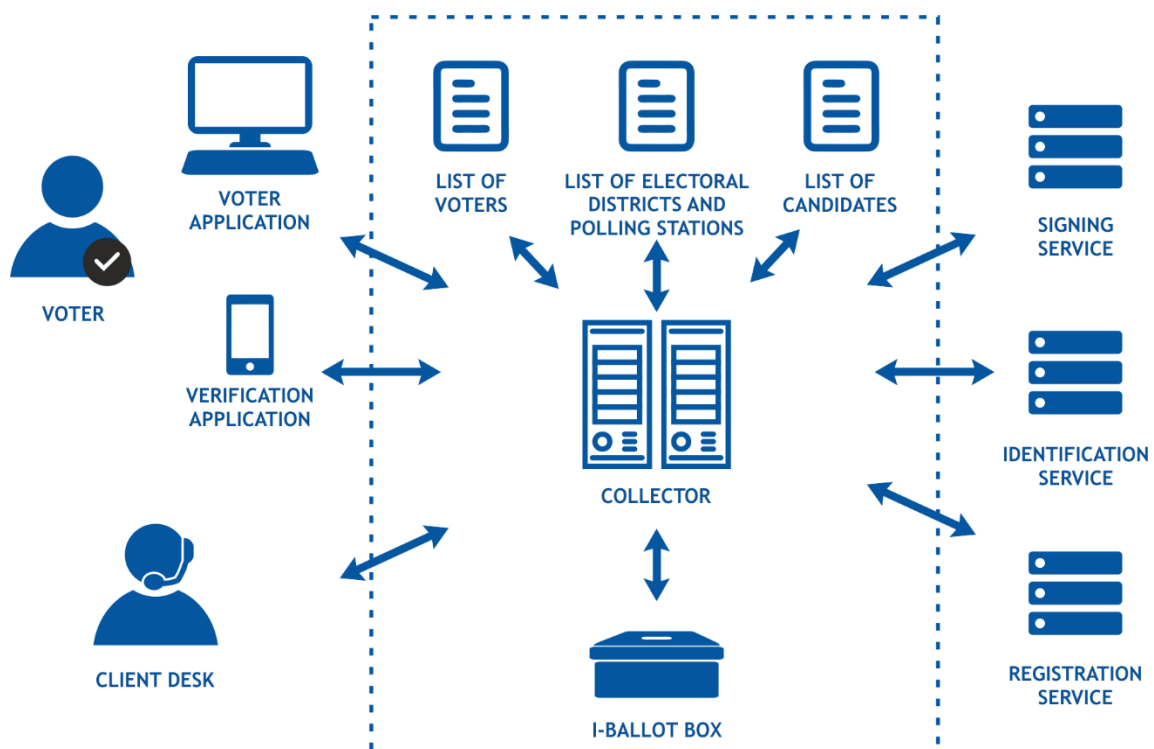 VOTER
APPLICATION
LIST OF
VOTERS
LIST OF ELECTORAL
DISTRICTS AND
POLLING STATIONS
LIST OF
CANDIDATES
SIGNING
SERVICE
VOTER
VERIFICATION
APPLICATION
COLLECTOR
IDENTIFICATION
SERVICE
CLIENT DESK
I-BALLOT BOX
REGISTRATION
SERVICE